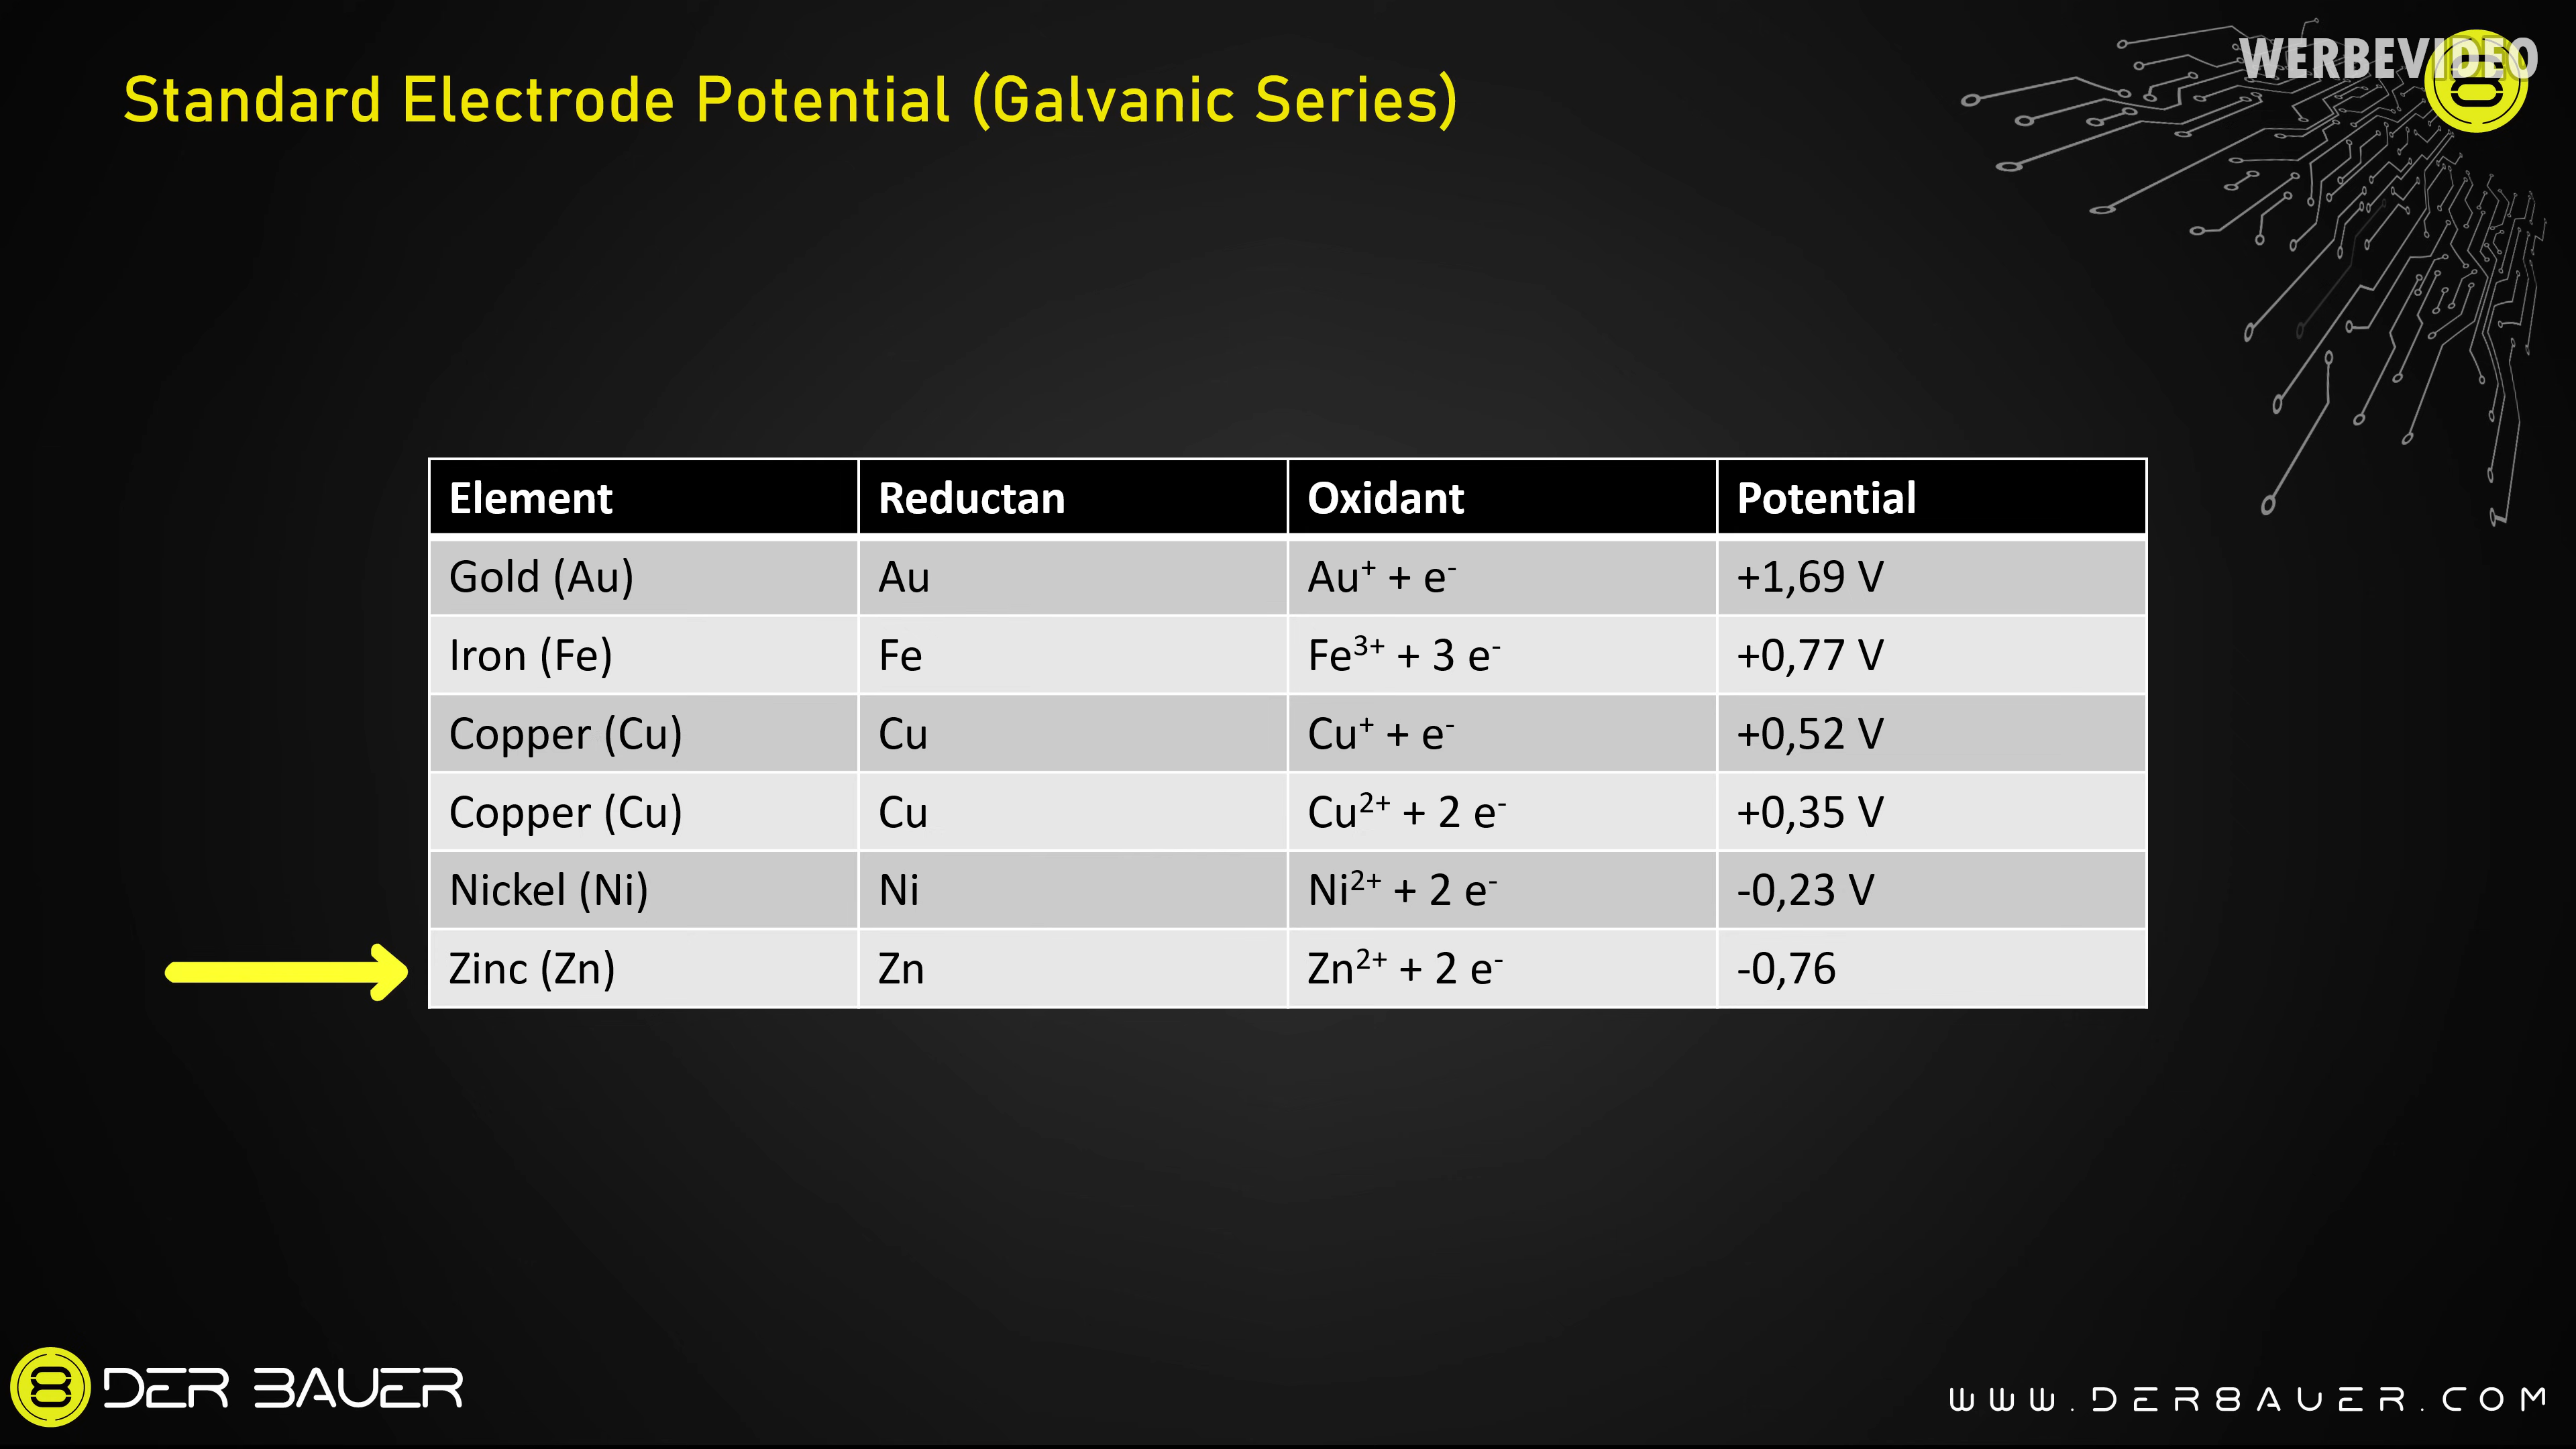 WERBEVIDEO
Standard Electrode Potential (Galvanic Series)
Element Reductan Oxidant Potential
Gold (Au) Au Au⁺ + e⁻ +1,69 V
Iron (Fe) Fe Fe³⁺ + 3 e⁻ +0,77 V
Copper (Cu) Cu Cu⁺ + e⁻ +0,52 V
Copper (Cu) Cu Cu²⁺ + 2 e⁻ +0,35 V
Nickel (Ni) Ni Ni²⁺ + 2 e⁻ -0,23 V
Zinc (Zn) Zn Zn²⁺ + 2 e⁻ -0,76
DER BAUER
WWW.DER8AUER.COM